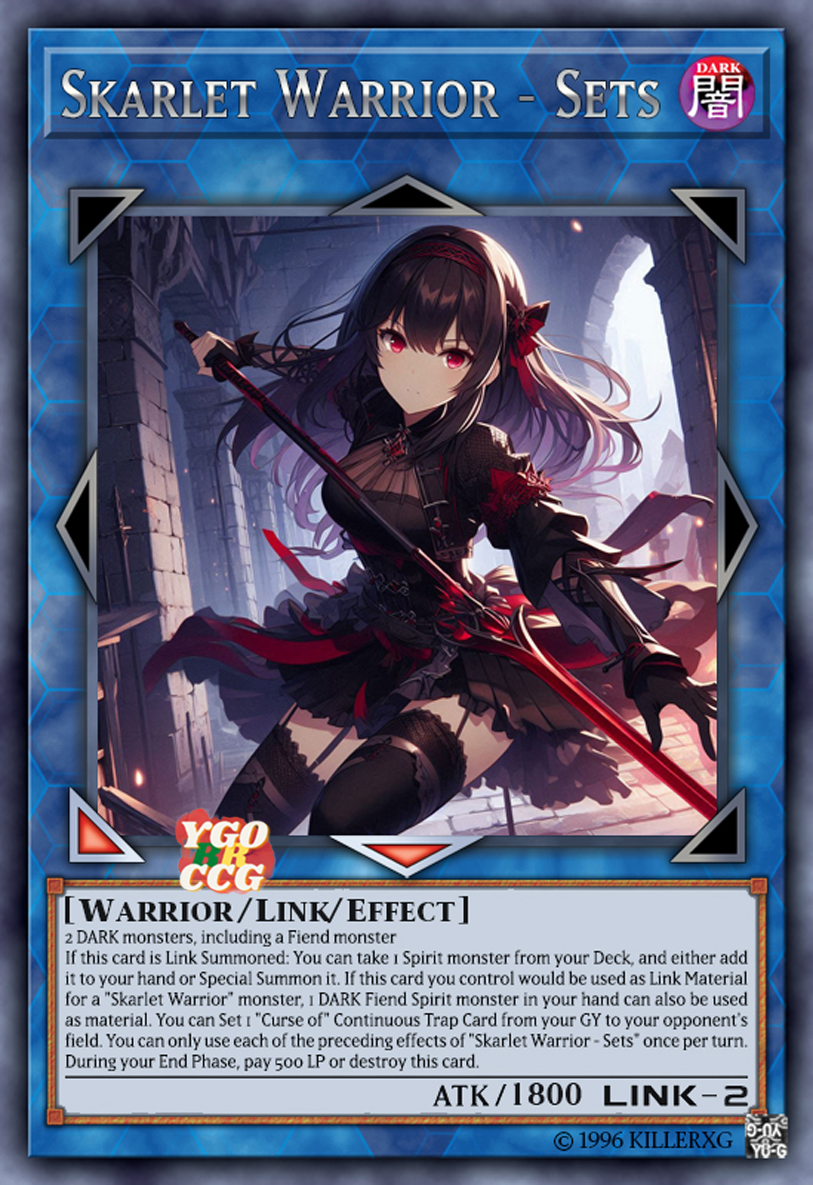 Skarlet Warrior - Sets
DARK
闇
YGO
BR
CCG
[Warrior/Link/Effect]
2 DARK monsters, including a Fiend monster
If this card is Link Summoned: You can take 1 Spirit monster from your Deck, and either add
it to your hand or Special Summon it. If this card you control would be used as Link Material
for a "Skarlet Warrior" monster, 1 DARK Fiend Spirit monster in your hand can also be used
as material. You can Set 1 "Curse of" Continuous Trap Card from your GY to your opponent's
field. You can only use each of the preceding effects of "Skarlet Warrior - Sets" once per turn.
During your End Phase, pay 500 LP or destroy this card.
ATK/1800 LINK-2
© 1996 KILLERXG